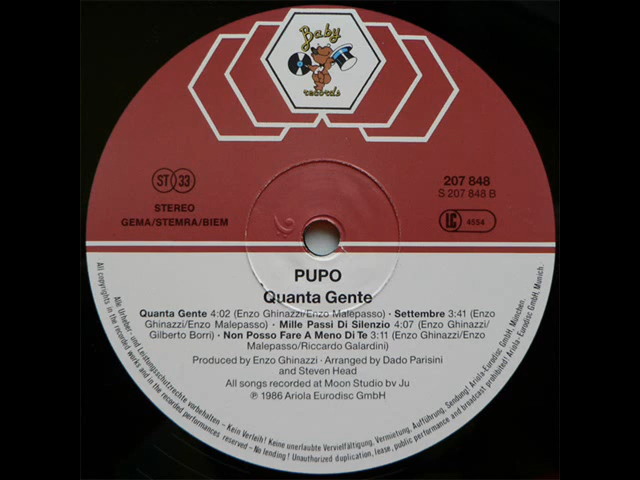 Baby
records
ST 33
STEREO
GEMA/STEMRA/BIEM
207 848
S 207 848 B
LC 4554
PUPO
Quanta Gente
Quanta Gente 4:02 (Enzo Ghinazzi/Enzo Malepasso) · Settembre 3:41 (Enzo
Ghinazzi/Enzo Malepasso) · Mille Passi Di Silenzio 4:07 (Enzo Ghinazzi/
Gilberto Borri) · Non Posso Fare A Meno Di Te 3:11 (Enzo Ghinazzi/Enzo
Malepasso/Riccardo Galardini)
Produced by Enzo Ghinazzi · Arranged by Dado Parisini
and Steven Head
All songs recorded at Moon Studio bv Ju
℗ 1986 Ariola Eurodisc GmbH
Alle Urheber- und Leistungsschutzrechte vorbehalten – Kein Verleih! Keine unerlaubte Vervielfältigung, Vermietung, Aufführung, Sendung! Ariola-Eurodisc GmbH, München.
All copyrights in the recorded works and in the recorded performances reserved – No lending! Unauthorized duplication, lease, public performance and broadcast prohibited! Ariola-Eurodisc GmbH, Munich.